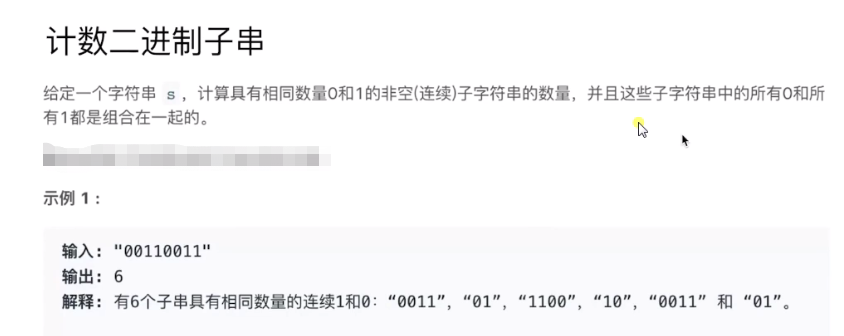 计数二进制子串
给定一个字符串 s，计算具有相同数量0和1的非空(连续)子字符串的数量，并且这些子字符串中的所有0和所
有1都是组合在一起的。
示例 1：
输入: "00110011"
输出: 6
解释: 有6个子串具有相同数量的连续1和0：“0011”，“01”，“1100”，“10”，“0011” 和 “01”。